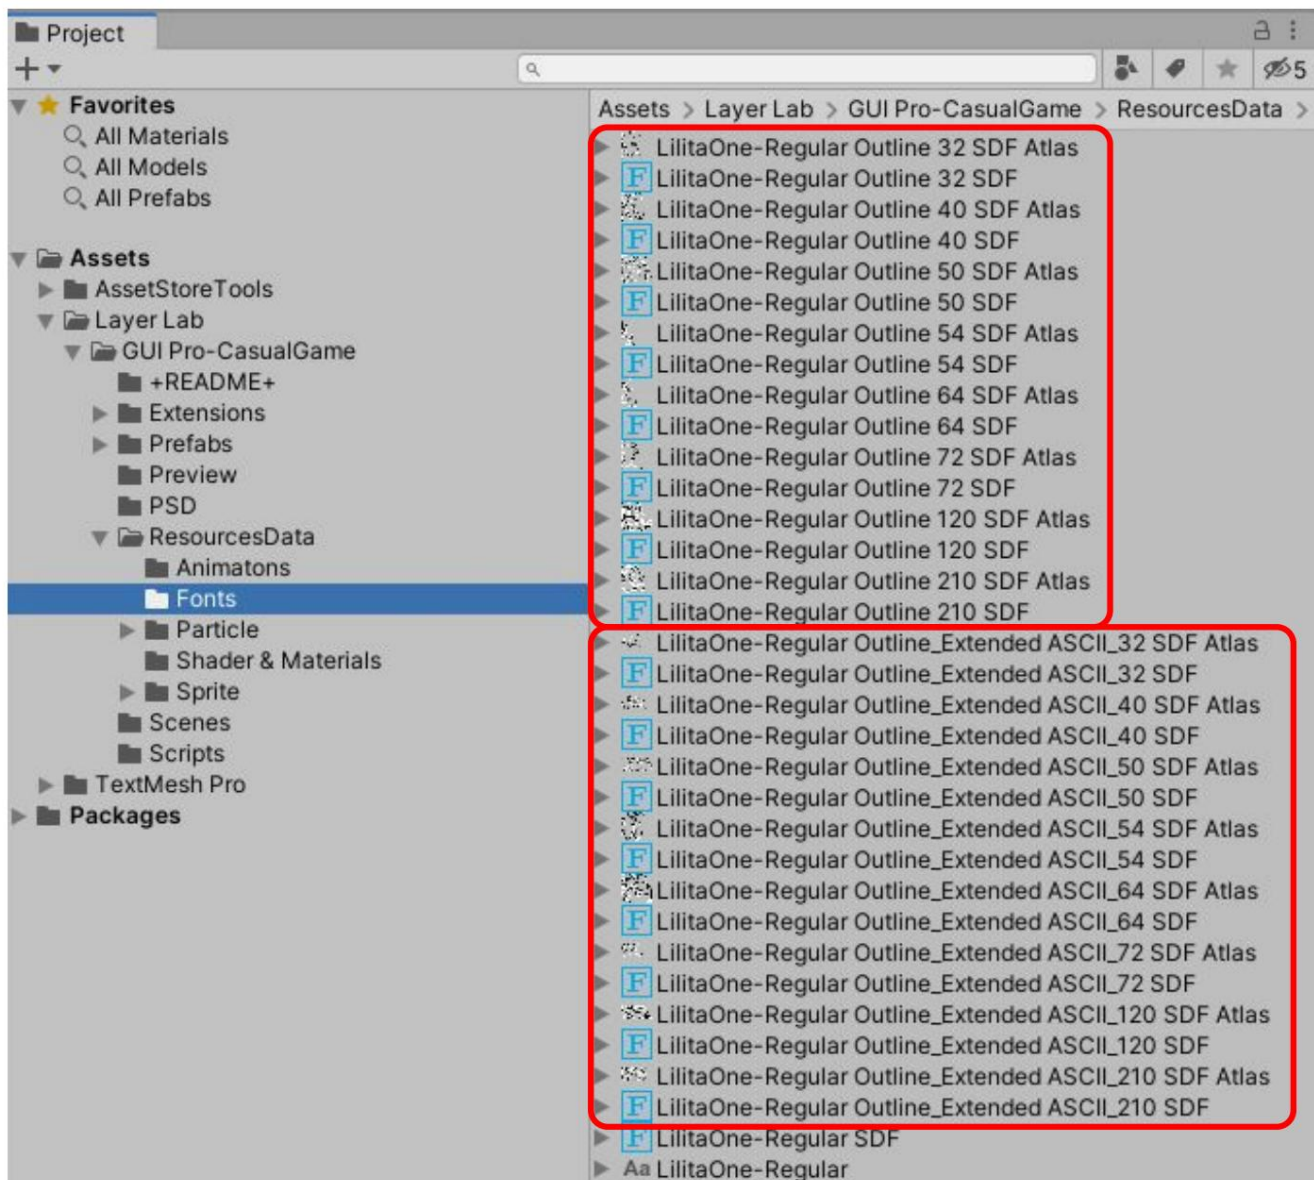 Project
5
Favorites
All Materials
All Models
All Prefabs
Assets
AssetStoreTools
Layer Lab
GUI Pro-CasualGame
+README+
Extensions
Prefabs
Preview
PSD
ResourcesData
Animatons
Fonts
Particle
Shader & Materials
Sprite
Scenes
Scripts
TextMesh Pro
Packages
Assets > Layer Lab > GUI Pro-CasualGame > ResourcesData >
LilitaOne-Regular Outline 32 SDF Atlas
F LilitaOne-Regular Outline 32 SDF
LilitaOne-Regular Outline 40 SDF Atlas
F LilitaOne-Regular Outline 40 SDF
LilitaOne-Regular Outline 50 SDF Atlas
F LilitaOne-Regular Outline 50 SDF
LilitaOne-Regular Outline 54 SDF Atlas
F LilitaOne-Regular Outline 54 SDF
LilitaOne-Regular Outline 64 SDF Atlas
F LilitaOne-Regular Outline 64 SDF
LilitaOne-Regular Outline 72 SDF Atlas
F LilitaOne-Regular Outline 72 SDF
LilitaOne-Regular Outline 120 SDF Atlas
F LilitaOne-Regular Outline 120 SDF
LilitaOne-Regular Outline 210 SDF Atlas
F LilitaOne-Regular Outline 210 SDF
LilitaOne-Regular Outline_Extended ASCII_32 SDF Atlas
F LilitaOne-Regular Outline_Extended ASCII_32 SDF
LilitaOne-Regular Outline_Extended ASCII_40 SDF Atlas
F LilitaOne-Regular Outline_Extended ASCII_40 SDF
LilitaOne-Regular Outline_Extended ASCII_50 SDF Atlas
F LilitaOne-Regular Outline_Extended ASCII_50 SDF
LilitaOne-Regular Outline_Extended ASCII_54 SDF Atlas
F LilitaOne-Regular Outline_Extended ASCII_54 SDF
LilitaOne-Regular Outline_Extended ASCII_64 SDF Atlas
F LilitaOne-Regular Outline_Extended ASCII_64 SDF
LilitaOne-Regular Outline_Extended ASCII_72 SDF Atlas
F LilitaOne-Regular Outline_Extended ASCII_72 SDF
LilitaOne-Regular Outline_Extended ASCII_120 SDF Atlas
F LilitaOne-Regular Outline_Extended ASCII_120 SDF
LilitaOne-Regular Outline_Extended ASCII_210 SDF Atlas
F LilitaOne-Regular Outline_Extended ASCII_210 SDF
F LilitaOne-Regular SDF
Aa LilitaOne-Regular